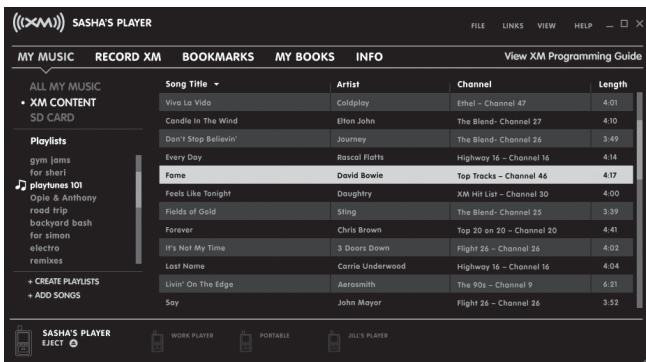 ((XM)) SASHA'S PLAYER FILE LINKS VIEW HELP
MY MUSIC RECORD XM BOOKMARKS MY BOOKS INFO View XM Programming Guide
ALL MY MUSIC
• XM CONTENT
SD CARD
Playlists
gym jams
for sheri
playtunes 101
Opie & Anthony
road trip
backyard bash
for simon
electro
remixes
+ CREATE PLAYLISTS
+ ADD SONGS
Song Title Artist Channel Length
Viva La Vida Coldplay Ethel – Channel 47 4:01
Candle In The Wind Elton John The Blend- Channel 27 4:10
Don't Stop Believin' Journey The Blend- Channel 26 3:49
Every Day Rascal Flatts Highway 16 – Channel 16 4:14
Fame David Bowie Top Tracks – Channel 46 4:17
Feels Like Tonight Daughtry XM Hit List – Channel 30 4:00
Fields of Gold Sting The Blend- Channel 25 3:39
Forever Chris Brown Top 20 on 20 – Channel 20 4:41
It's Not My Time 3 Doors Down Flight 26 – Channel 26 4:02
Last Name Carrie Underwood Highway 16 – Channel 16 4:04
Livin' On The Edge Aerosmith The 90s – Channel 9 6:21
Say John Mayor Flight 26 – Channel 26 3:52
SASHA'S PLAYER WORK PLAYER PORTABLE JILL'S PLAYER
EJECT